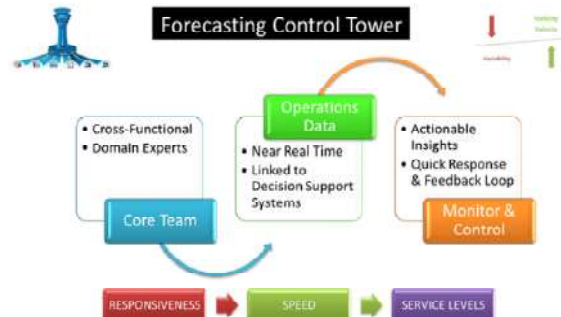 Forecasting Control Tower
• Cross-Functional
• Domain Experts
Core Team
Operations
Data
• Near Real Time
• Linked to
Decision Support
Systems
• Actionable
Insights
• Quick Response
& Feedback Loop
Monitor &
Control
RESPONSIVENESS
SPEED
SERVICE LEVELS